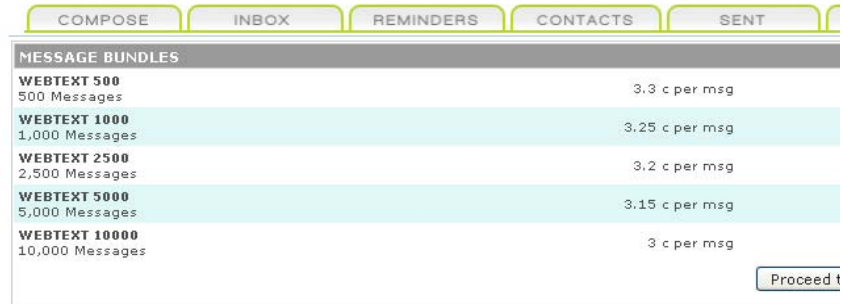 COMPOSE INBOX REMINDERS CONTACTS SENT
MESSAGE BUNDLES
WEBTEXT 500
500 Messages 3.3 c per msg
WEBTEXT 1000
1,000 Messages 3.25 c per msg
WEBTEXT 2500
2,500 Messages 3.2 c per msg
WEBTEXT 5000
5,000 Messages 3.15 c per msg
WEBTEXT 10000
10,000 Messages 3 c per msg
Proceed t